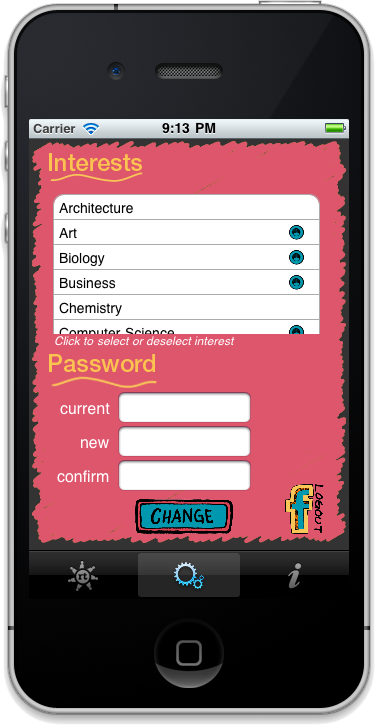 Carrier 9:13 PM
Interests
Architecture
Art
Biology
Business
Chemistry
Computer Science
Click to select or deselect interest
Password
current
new
confirm
CHANGE
f LOGOUT
n
i